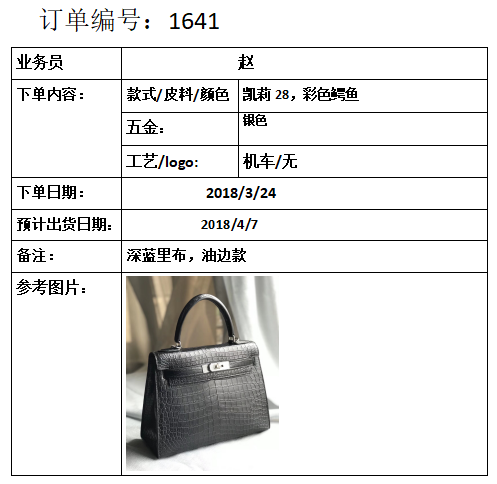 订单编号：1641
业务员 赵
下单内容： 款式/皮料/颜色 凯莉 28，彩色鳄鱼
五金： 银色
工艺/logo: 机车/无
下单日期： 2018/3/24
预计出货日期： 2018/4/7
备注： 深蓝里布，油边款
参考图片：